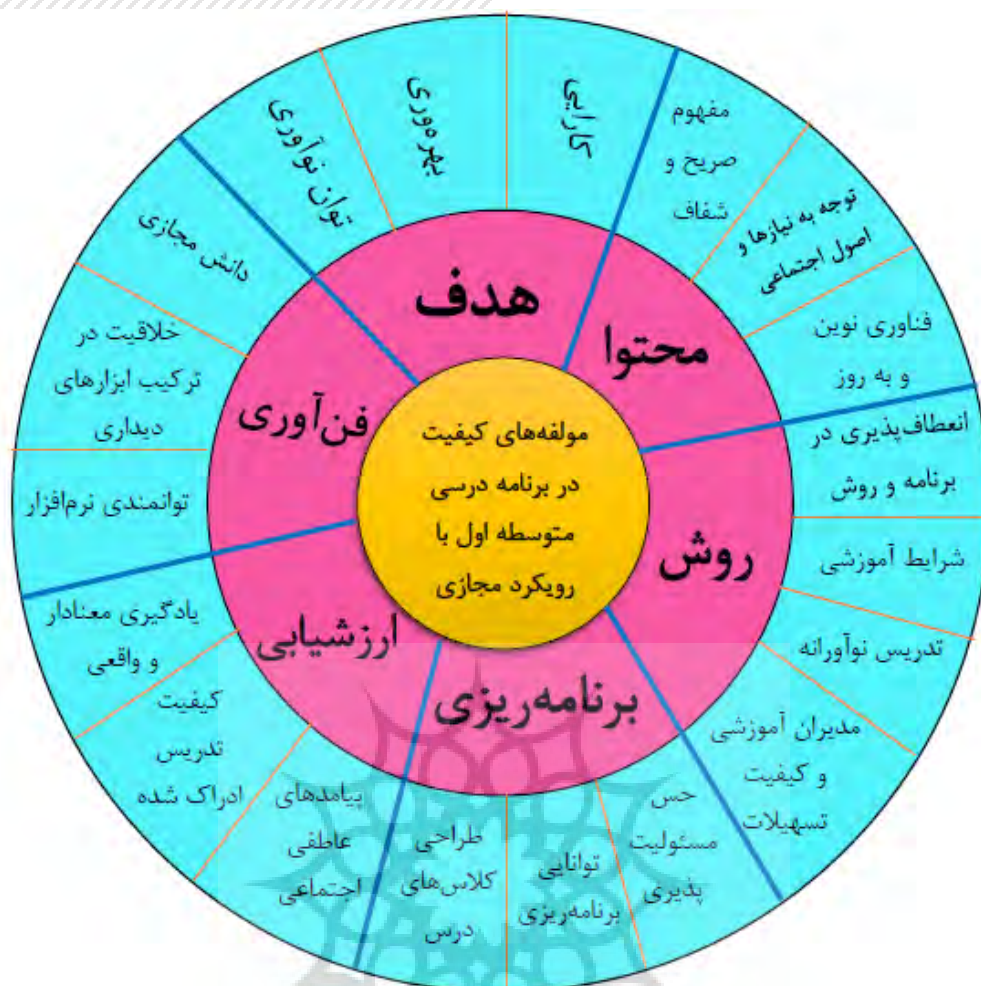 مولفه‌های کیفیت
در برنامه درسی
متوسطه اول با
رویکرد مجازی
هدف
کارایی
بهره‌وری
توان نوآوری
محتوا
مفهوم
صریح و
شفاف
توجه به نیازها و
اصول اجتماعی
فناوری نوین
و به روز
روش
انعطاف‌پذیری در
برنامه و روش
شرایط آموزشی
تدریس نوآورانه
مدیران آموزشی
و کیفیت
تسهیلات
برنامه‌ریزی
حس
مسئولیت
پذیری
توانایی
برنامه‌ریزی
طراحی
کلاس‌های
درس
ارزشیابی
پیامدهای
عاطفی
اجتماعی
کیفیت
تدریس
ادراک شده
یادگیری معنادار
و واقعی
فن‌آوری
توانمندی نرم‌افزار
خلاقیت در
ترکیب ابزارهای
دیداری
دانش مجازی